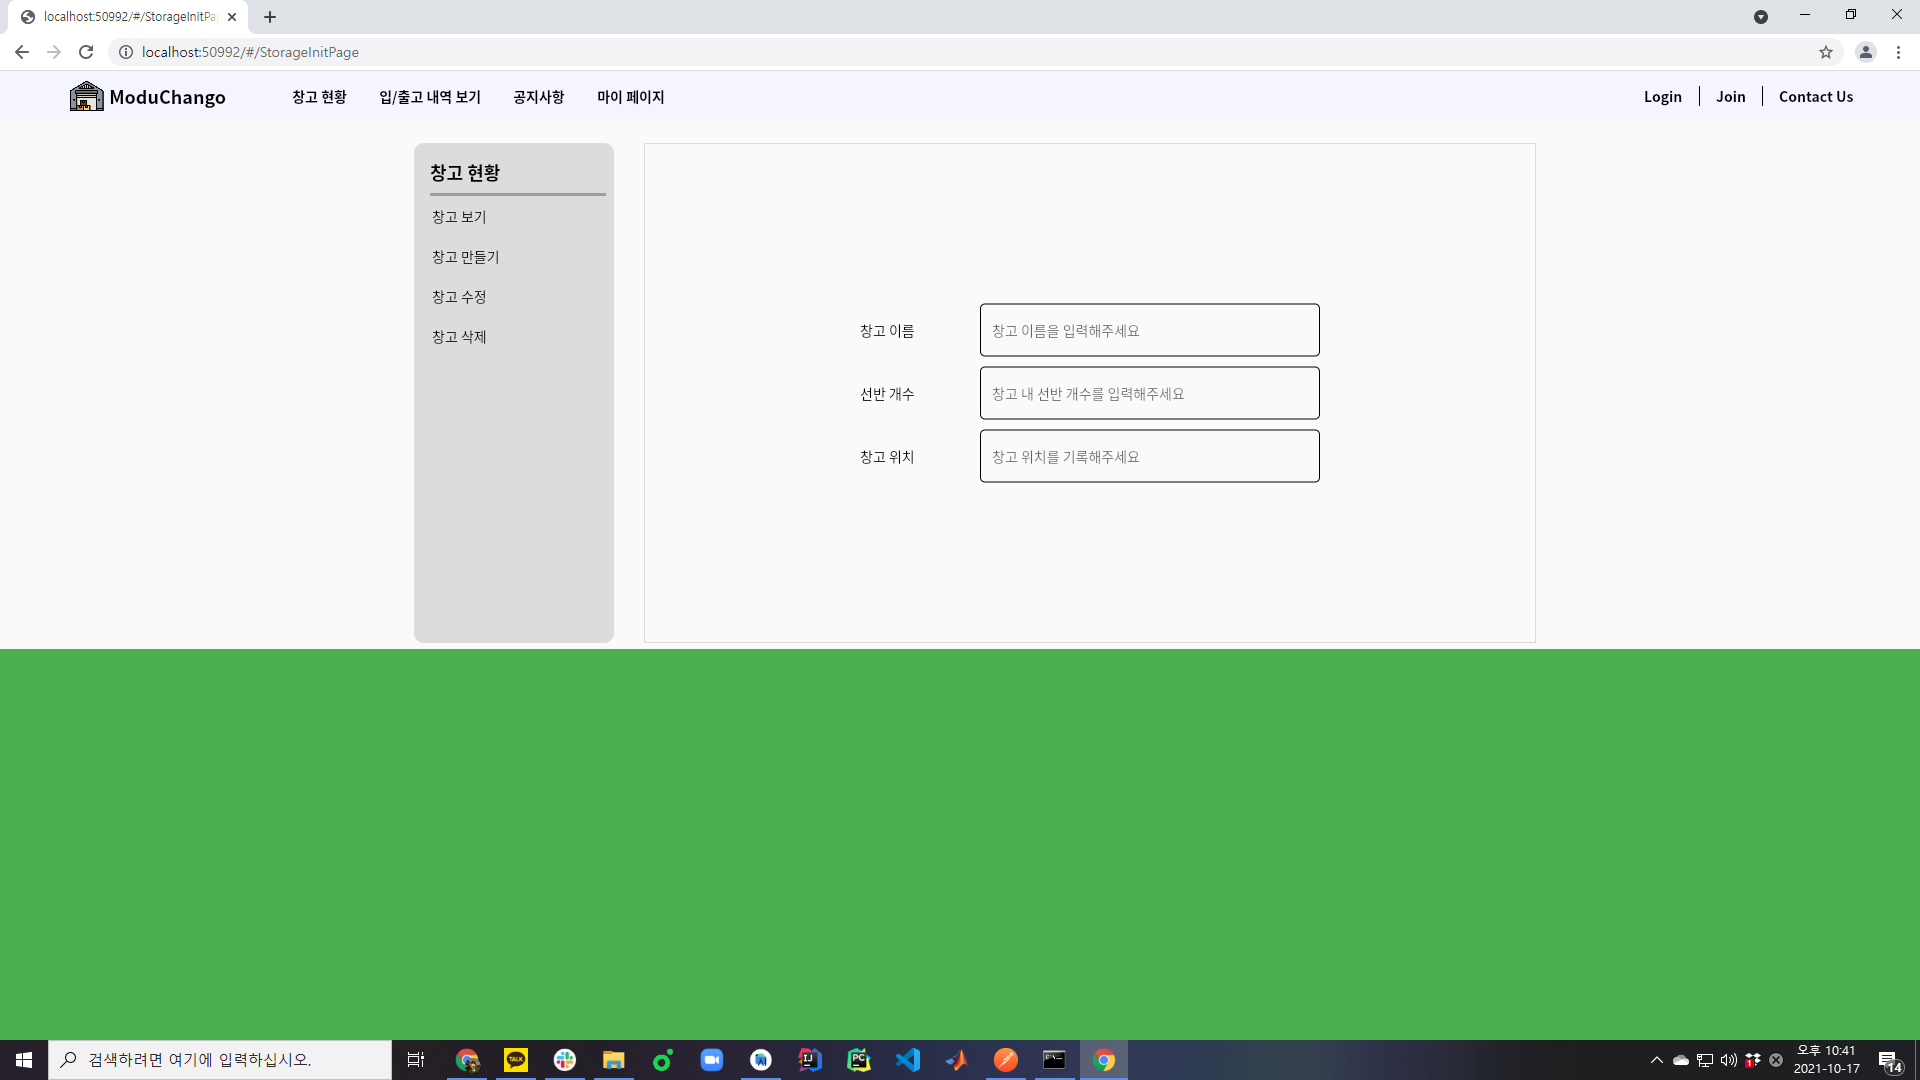 localhost:50992/#/StorageInitPa
localhost:50992/#/StorageInitPage
ModuChango
창고 현황
입/출고 내역 보기
공지사항
마이 페이지
Login
Join
Contact Us
창고 현황
창고 보기
창고 만들기
창고 수정
창고 삭제
창고 이름
창고 이름을 입력해주세요
선반 개수
창고 내 선반 개수를 입력해주세요
창고 위치
창고 위치를 기록해주세요
검색하려면 여기에 입력하십시오.
TALK
IJ
PC
1
오후 10:41
2021-10-17
14